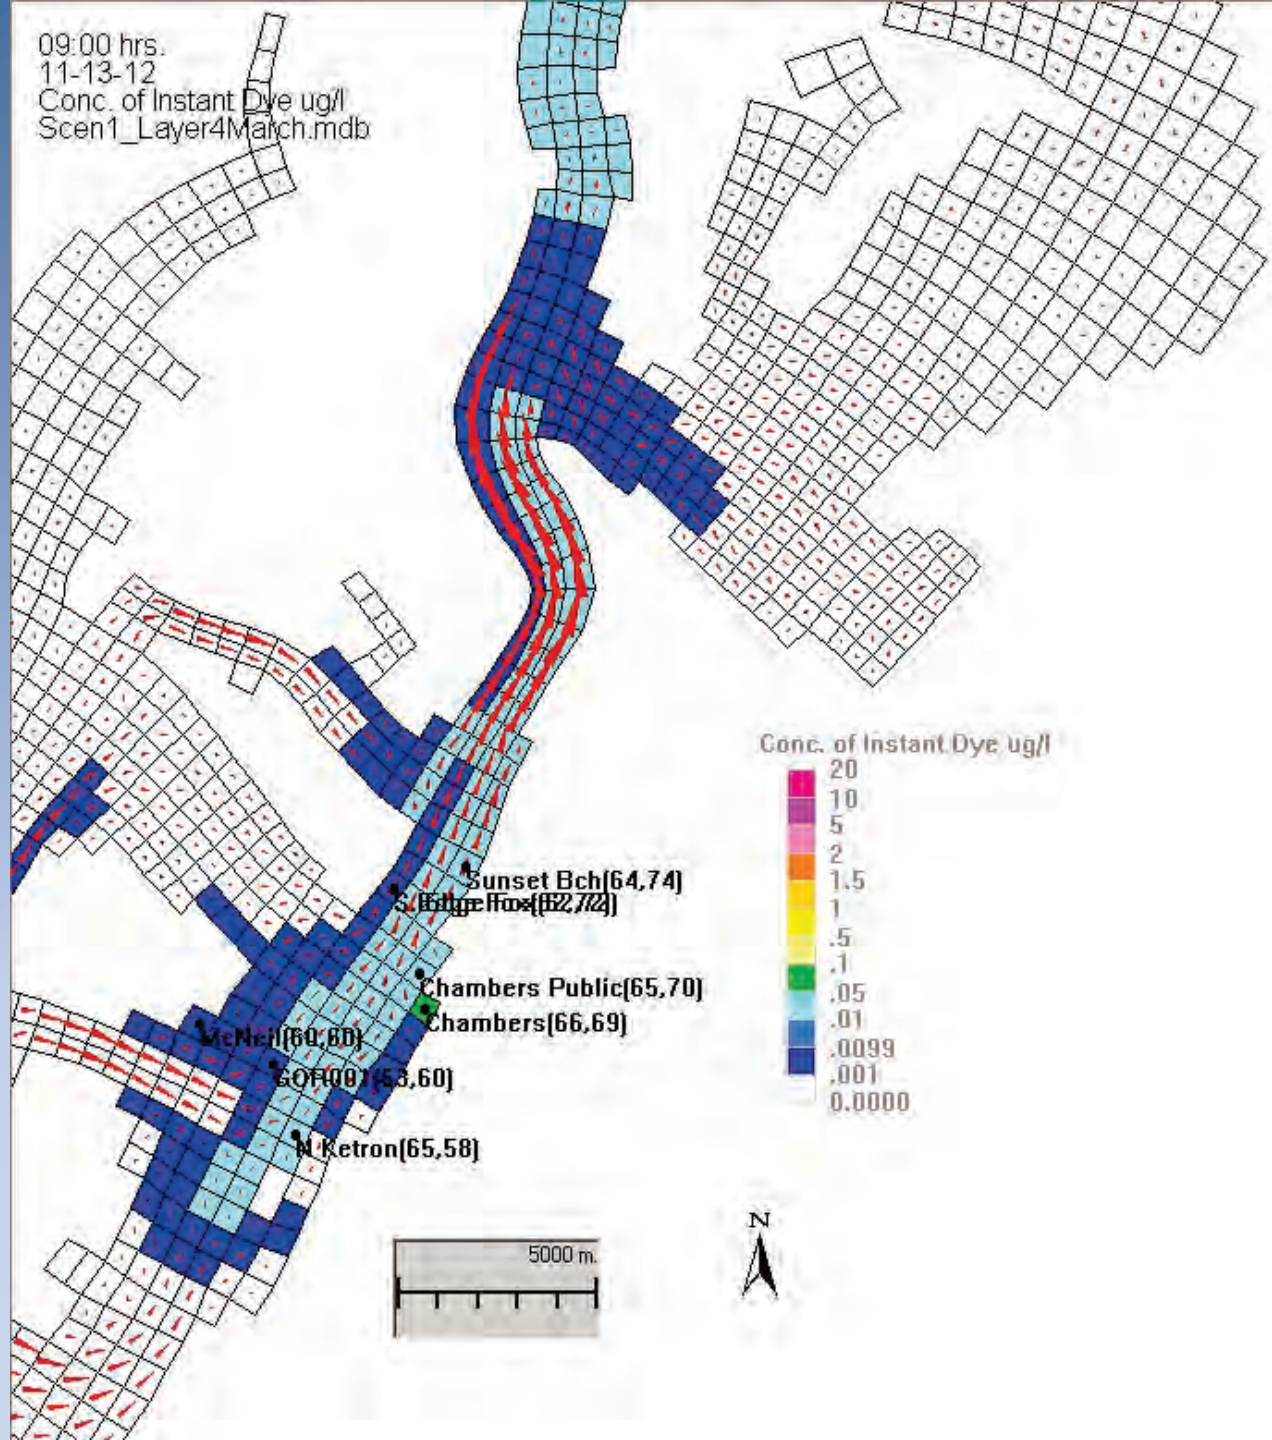 09:00 hrs.
11-13-12
Conc. of Instant Dye ug/l
Scen1_Layer4March.mdb
Conc. of Instant Dye ug/l
20
10
5
2
1.5
1
.5
.1
.05
.01
.0099
.001
0.0000
Sunset Bch(64,74)
Chambers Public(65,70)
Chambers(66,69)
McNeil(60,60)
N Ketron(65,58)
5000 m.
N